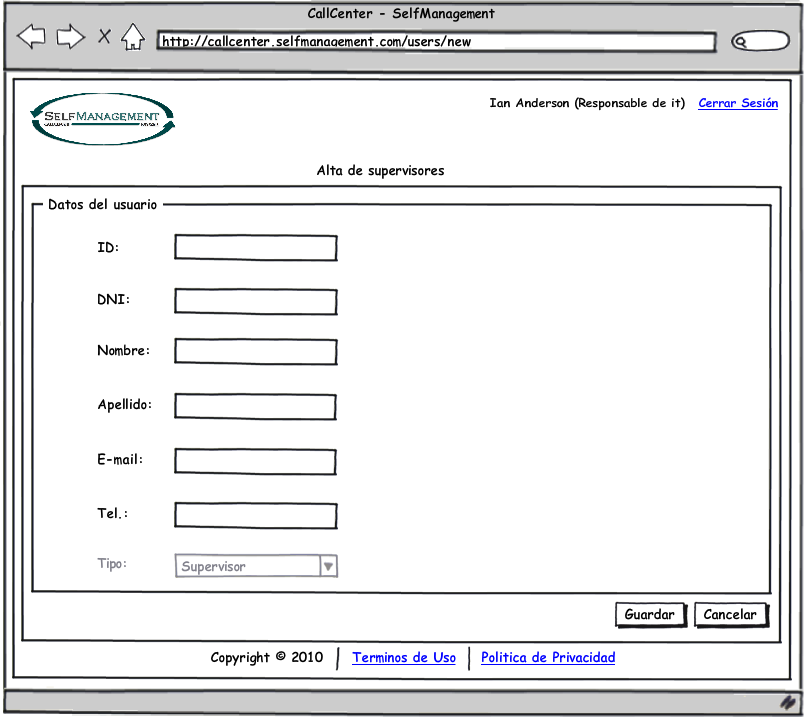 CallCenter - SelfManagement
http://callcenter.selfmanagement.com/users/new
Ian Anderson (Responsable de it) Cerrar Sesión
SELFMANAGEMENT
Alta de supervisores
Datos del usuario
ID:
DNI:
Nombre:
Apellido:
E-mail:
Tel.:
Tipo: Supervisor
Guardar Cancelar
Copyright © 2010 Terminos de Uso Politica de Privacidad